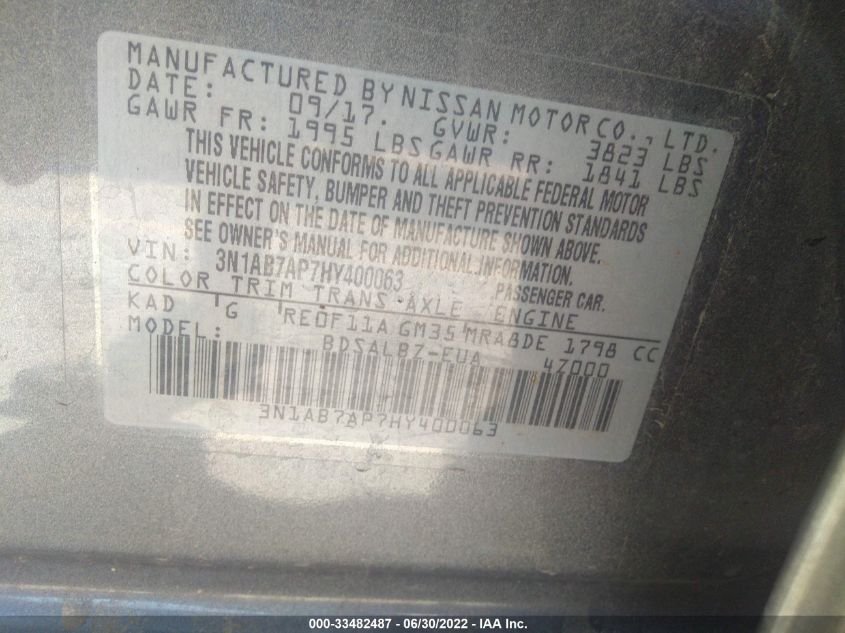 MANUFACTURED BY NISSAN MOTOR CO., LTD.
DATE: 09/17. GVWR: 3823 LBS
GAWR FR: 1995 LBS GAWR RR: 1841 LBS
THIS VEHICLE CONFORMS TO ALL APPLICABLE FEDERAL MOTOR
VEHICLE SAFETY, BUMPER AND THEFT PREVENTION STANDARDS
IN EFFECT ON THE DATE OF MANUFACTURE SHOWN ABOVE.
SEE OWNER'S MANUAL FOR ADDITIONAL INFORMATION.
VIN: 3N1AB7AP7HY400063 PASSENGER CAR.
COLOR TRIM TRANS AXLE ENGINE
KAD G RE0F11A GM35 MRA8DE 1798 CC
MODEL: BDSALBZ-EUA 4Z000
3N1AB7AP7HY400063
000-33482487 - 06/30/2022 - IAA Inc.